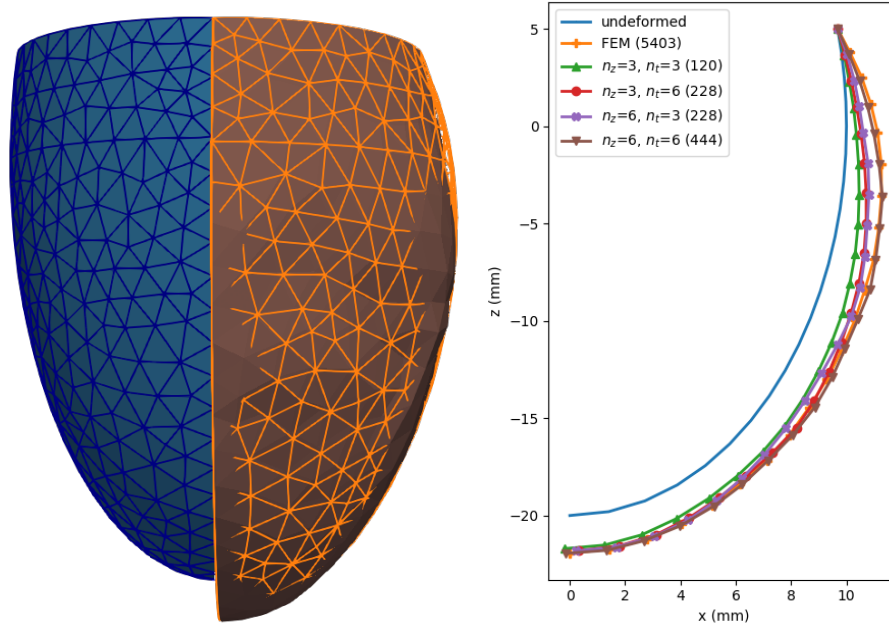 undeformed
FEM (5403)
n_z=3, n_t=3 (120)
n_z=3, n_t=6 (228)
n_z=6, n_t=3 (228)
n_z=6, n_t=6 (444)
5
0
−5
−10
−15
−20
z (mm)
0 2 4 6 8 10
x (mm)